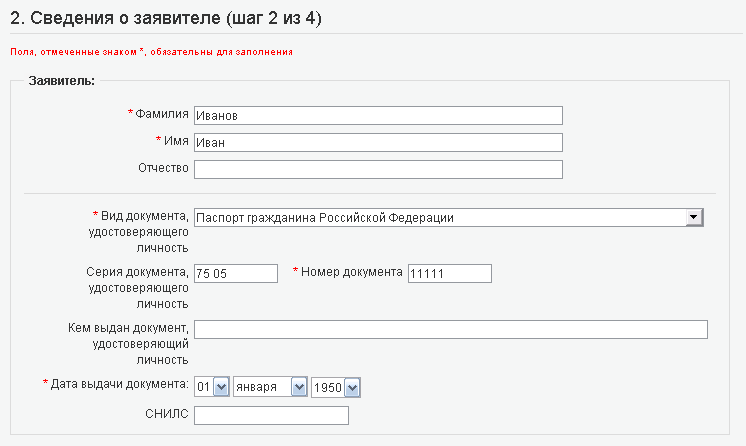 2. Сведения о заявителе (шаг 2 из 4)
Поля, отмеченные знаком *, обязательны для заполнения
Заявитель:
* Фамилия Иванов
* Имя Иван
Отчество
* Вид документа, Паспорт гражданина Российской Федерации
удостоверяющего
личность
Серия документа, 75 05 * Номер документа 11111
удостоверяющего
личность
Кем выдан документ,
удостоверяющий
личность
* Дата выдачи документа: 01 января 1950
СНИЛС